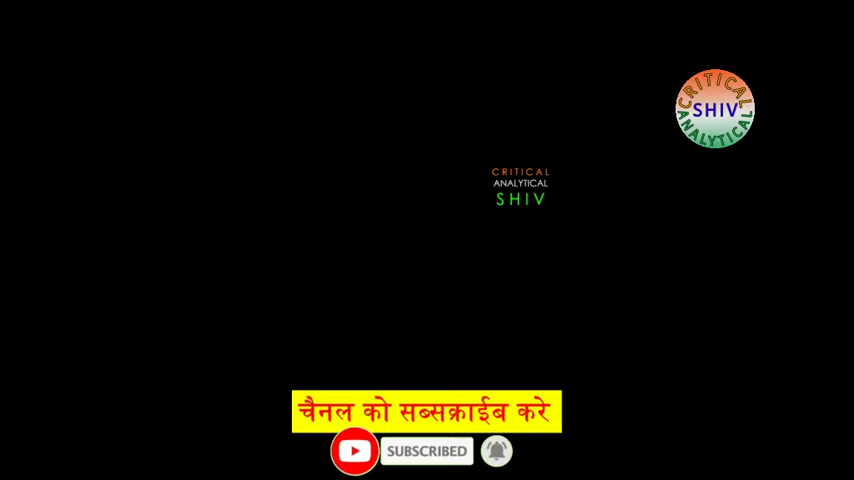 CRITICAL
SHIV
ANALYTICAL
CRITICAL
ANALYTICAL
SHIV
चैनल को सब्सक्राईब करे
SUBSCRIBED